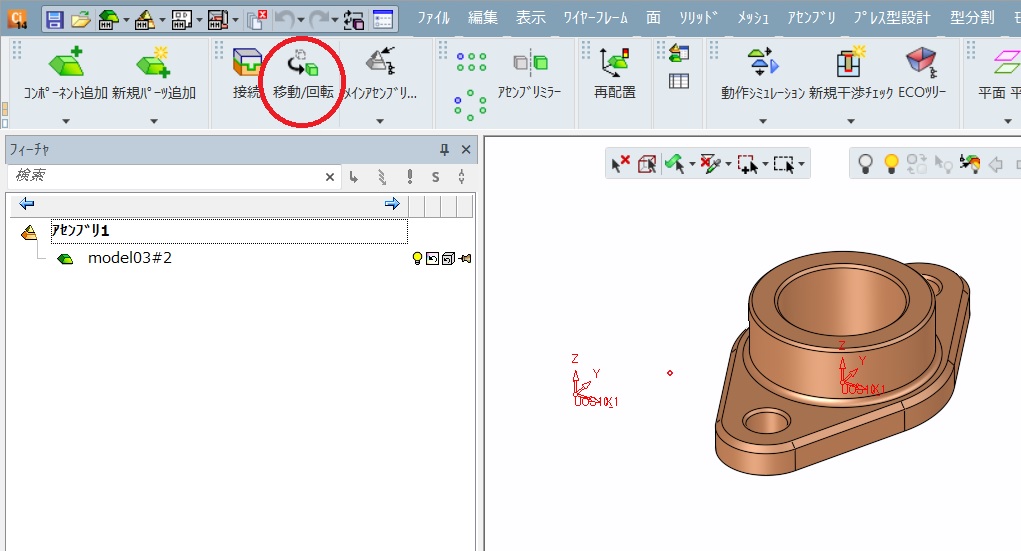 Ci 14
ﾌｧｲﾙ 編集 表示 ﾜｲﾔｰﾌﾚｰﾑ 面 ｿﾘｯﾄﾞ ﾒｯｼｭ ｱｾﾝﾌﾞﾘ ﾌﾟﾚｽ型設計 型分割
ｺﾝﾎﾟｰﾈﾝﾄ追加 新規ﾊﾟｰﾂ追加 接続 移動/回転 ﾒｲﾝｱｾﾝﾌﾞﾘ... ｱｾﾝﾌﾞﾘﾐﾗｰ 再配置 動作ｼﾐｭﾚｰｼｮﾝ 新規干渉ﾁｪｯｸ ECOﾂﾘｰ 平面
ﾌｨｰﾁｬ
検索
S
ｱｾﾝﾌﾞﾘ1
model03#2
Z
Y
Z
Y